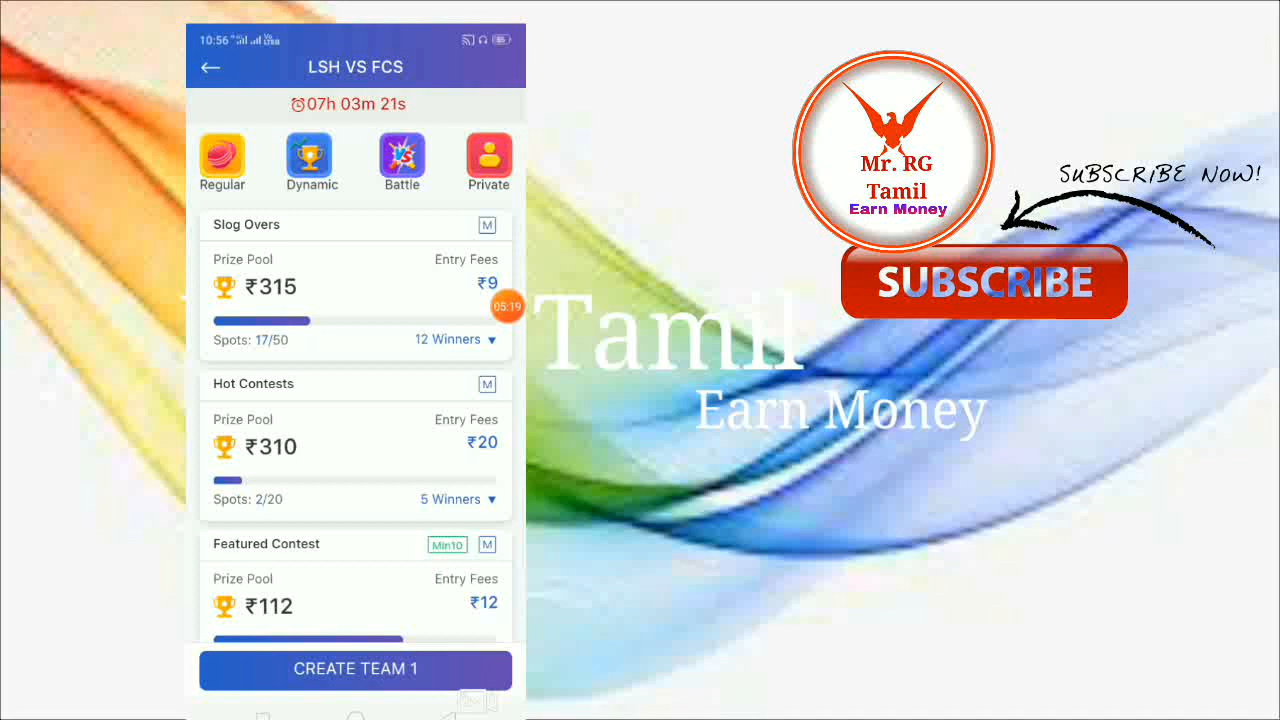 10:56
85
LSH VS FCS
07h 03m 21s
Regular
Dynamic
Battle
Private
Slog Overs
M
Prize Pool
Entry Fees
₹315
₹9
05:19
Spots: 17/50
12 Winners ▼
Hot Contests
M
Prize Pool
Entry Fees
₹310
₹20
Spots: 2/20
5 Winners ▼
Featured Contest
Min10
M
Prize Pool
Entry Fees
₹112
₹12
CREATE TEAM 1
Tamil
Earn Money
Mr. RG
Tamil
Earn Money
SUBSCRIBE NOW!
SUBSCRIBE